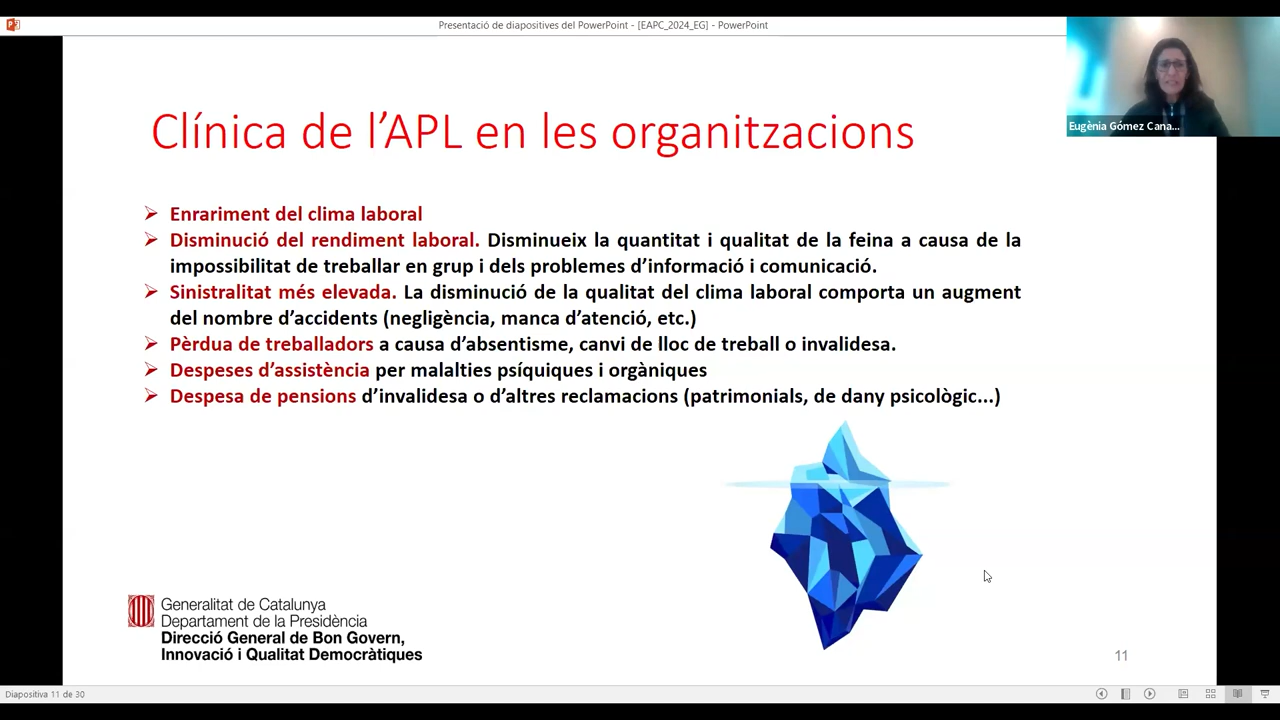 Presentació de diapositives del PowerPoint - [EAPC_2024_EG] - PowerPoint
Eugènia Gómez Cana...
Clínica de l’APL en les organitzacions
➢ Enrariment del clima laboral
➢ Disminució del rendiment laboral. Disminueix la quantitat i qualitat de la feina a causa de la
impossibilitat de treballar en grup i dels problemes d’informació i comunicació.
➢ Sinistralitat més elevada. La disminució de la qualitat del clima laboral comporta un augment
del nombre d’accidents (negligència, manca d’atenció, etc.)
➢ Pèrdua de treballadors a causa d’absentisme, canvi de lloc de treball o invalidesa.
➢ Despeses d’assistència per malalties psíquiques i orgàniques
➢ Despesa de pensions d’invalidesa o d’altres reclamacions (patrimonials, de dany psicològic...)
Generalitat de Catalunya
Departament de la Presidència
Direcció General de Bon Govern,
Innovació i Qualitat Democràtiques
11
Diapositiva 11 de 30